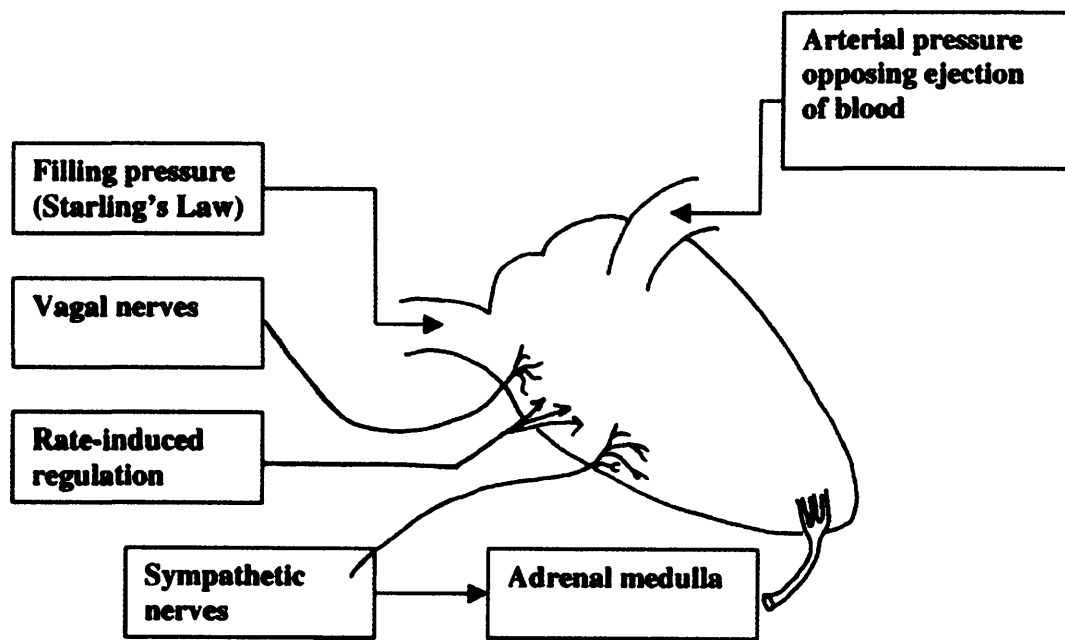 Arterial pressure
opposing ejection
of blood
Filling pressure
(Starling's Law)
Vagal nerves
Rate-induced
regulation
Sympathetic
nerves
Adrenal medulla